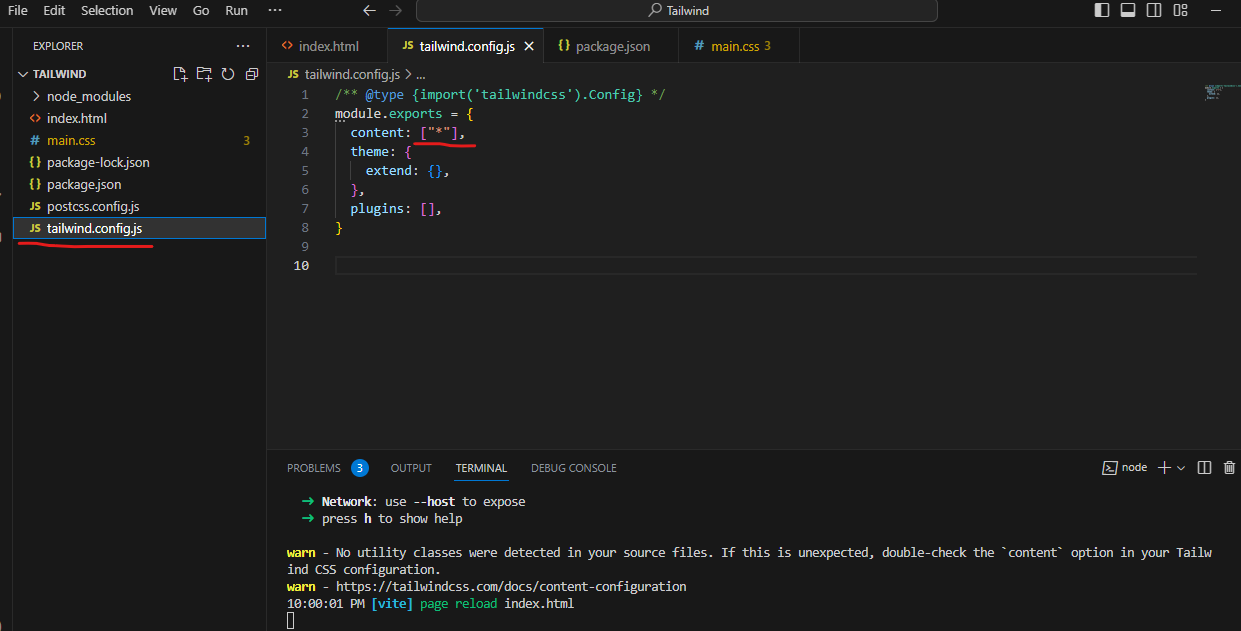 File Edit Selection View Go Run ··· Tailwind
EXPLORER ···
TAILWIND
node_modules
index.html
# main.css 3
{} package-lock.json
{} package.json
JS postcss.config.js
JS tailwind.config.js
<> index.html JS tailwind.config.js × {} package.json # main.css 3
JS tailwind.config.js > ...
1 /** @type {import('tailwindcss').Config} */
2 module.exports = {
3 content: ["*"],
4 theme: {
5 extend: {},
6 },
7 plugins: [],
8 }
9
10
PROBLEMS 3 OUTPUT TERMINAL DEBUG CONSOLE node
→ Network: use --host to expose
→ press h to show help
warn - No utility classes were detected in your source files. If this is unexpected, double-check the `content` option in your Tailw
ind CSS configuration.
warn - https://tailwindcss.com/docs/content-configuration
10:00:01 PM [vite] page reload index.html